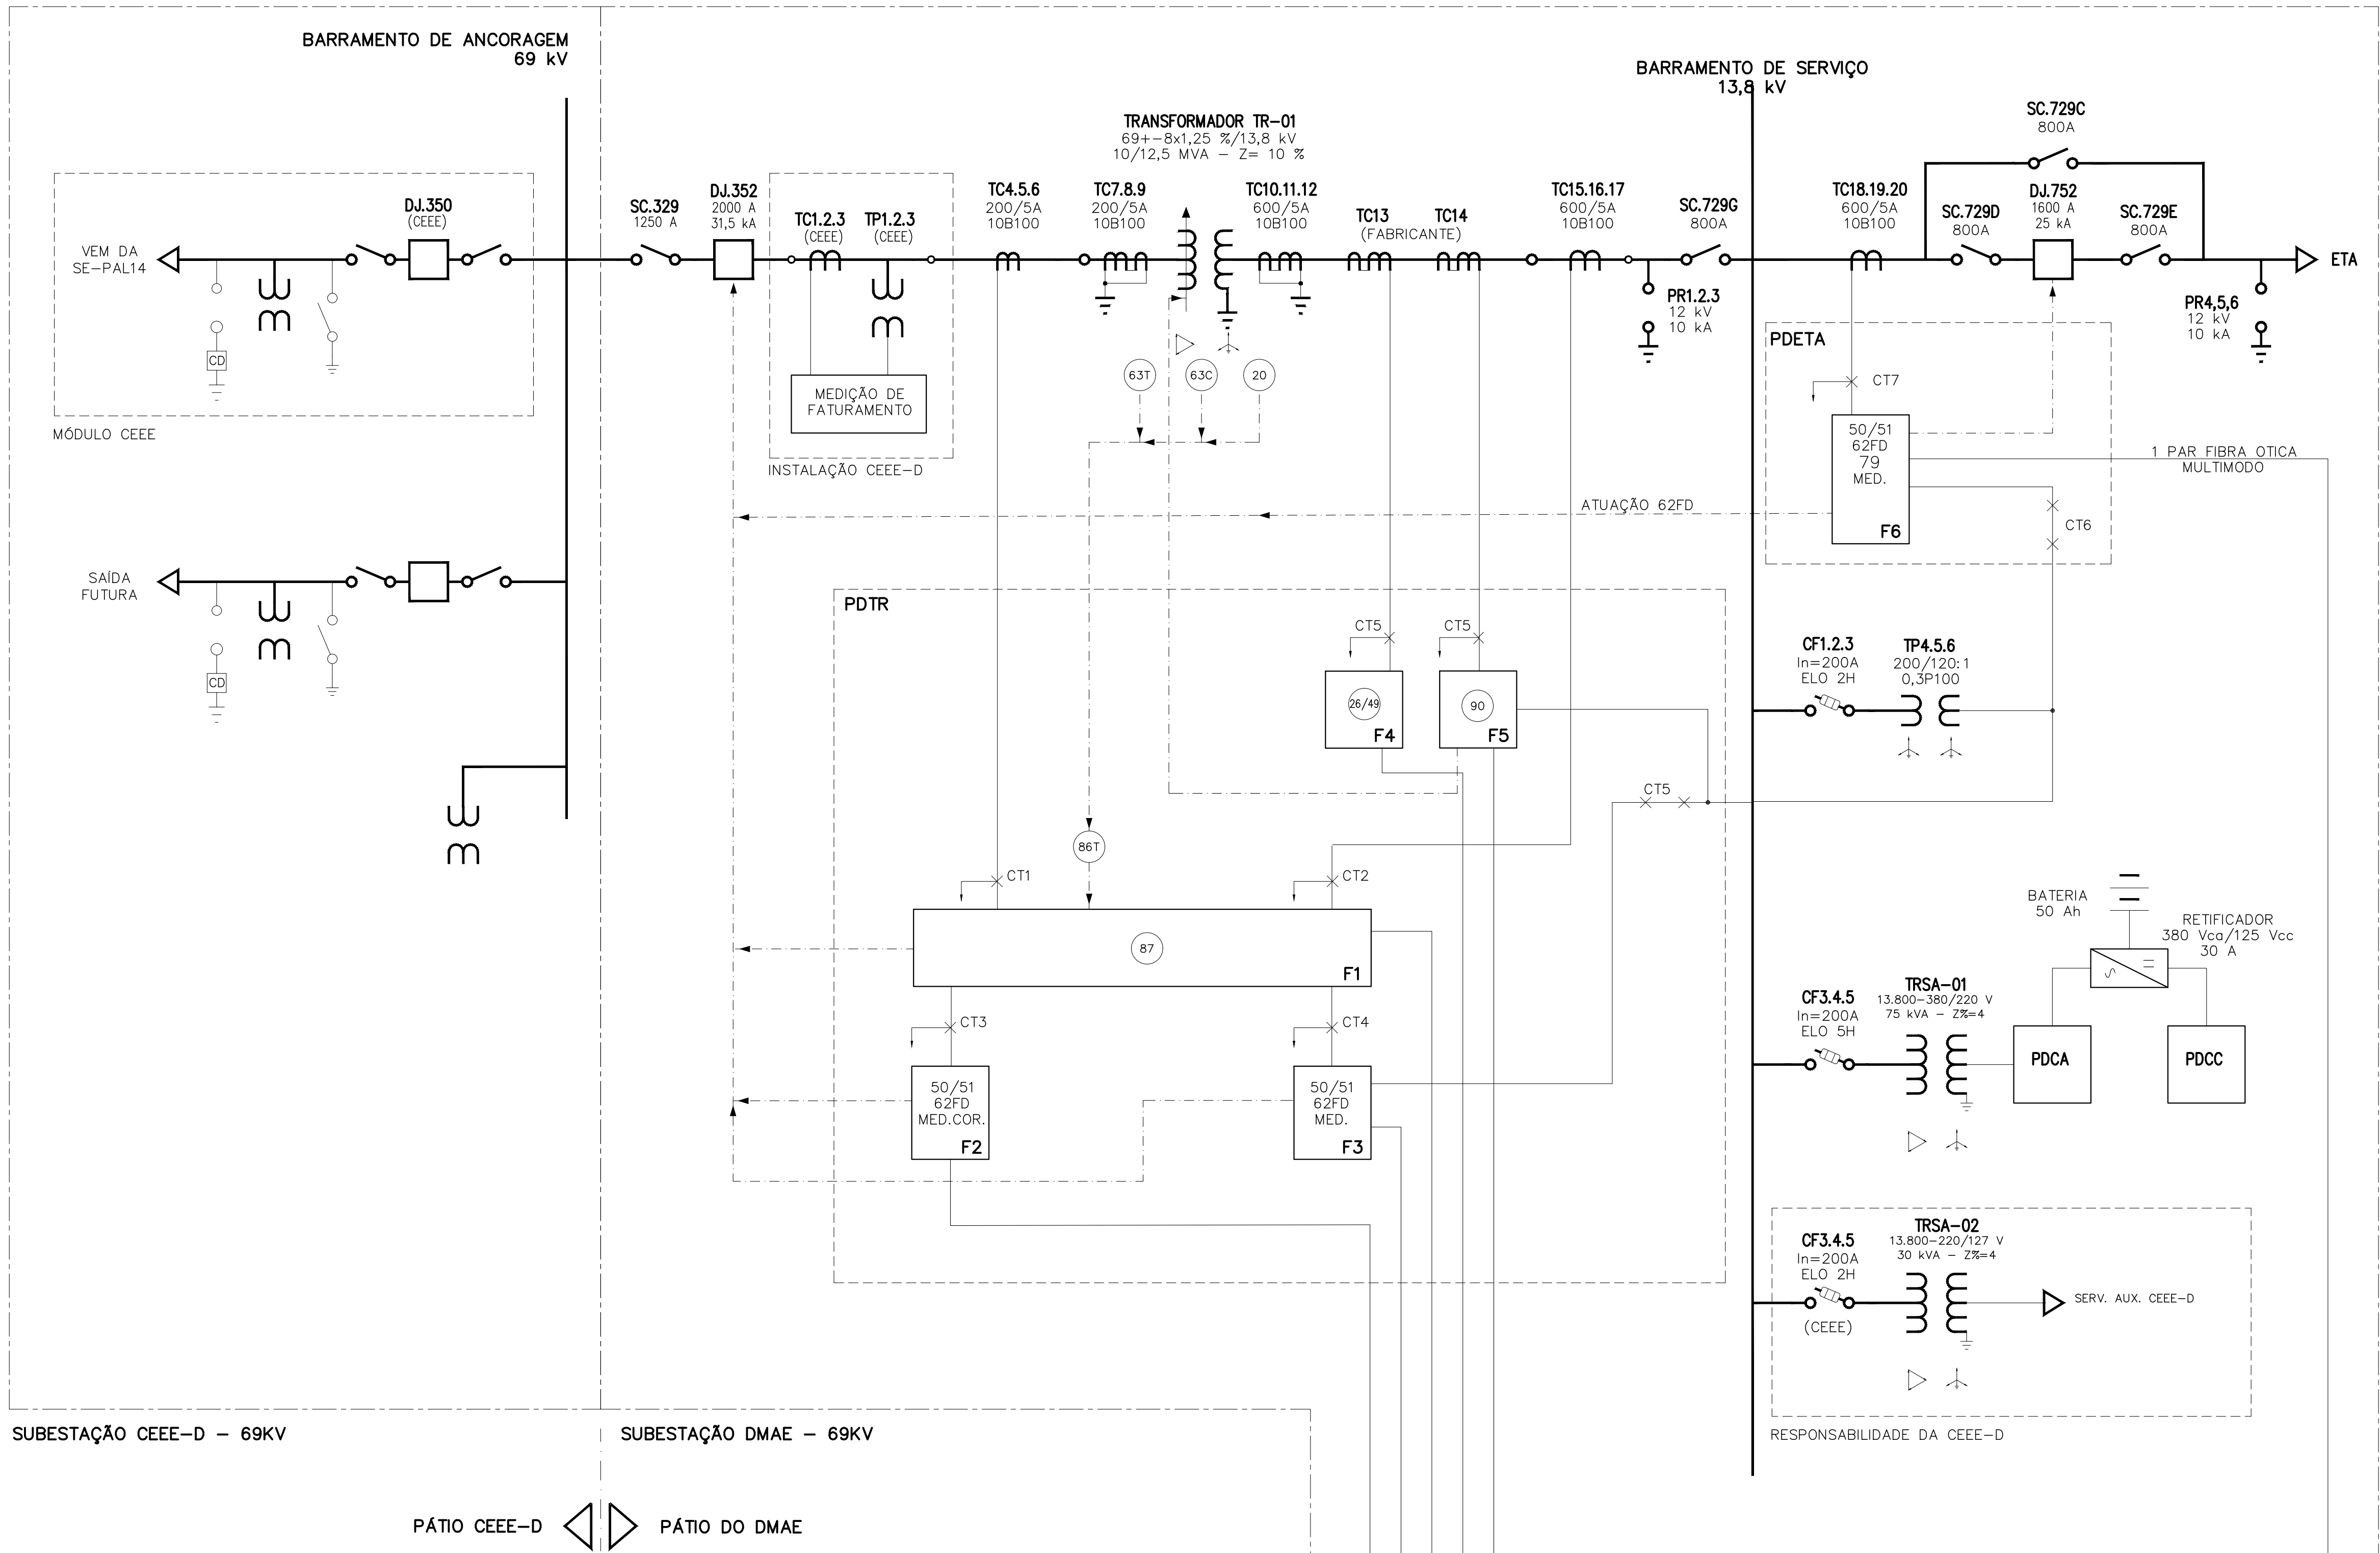 BARRAMENTO DE ANCORAGEM
69 kV
BARRAMENTO DE SERVIÇO
13,8 kV
TRANSFORMADOR TR-01
69+-8x1,25 %/13,8 kV
10/12,5 MVA - Z= 10 %
SC.729C
800A
DJ.350
(CEEE)
VEM DA
SE-PAL14
CD
MÓDULO CEEE
SC.329
1250 A
DJ.352
2000 A
31,5 kA
TC1.2.3
(CEEE)
TP1.2.3
(CEEE)
MEDIÇÃO DE
FATURAMENTO
INSTALAÇÃO CEEE-D
TC4.5.6
200/5A
10B100
TC7.8.9
200/5A
10B100
TC10.11.12
600/5A
10B100
TC13
TC14
(FABRICANTE)
TC15.16.17
600/5A
10B100
SC.729G
800A
TC18.19.20
600/5A
10B100
SC.729D
800A
DJ.752
1600 A
25 kA
SC.729E
800A
ETA
PR1.2.3
12 kV
10 kA
PR4,5,6
12 kV
10 kA
63T
63C
20
PDETA
CT7
50/51
62FD
79
MED.
F6
1 PAR FIBRA OTICA
MULTIMODO
CT6
ATUAÇÃO 62FD
SAÍDA
FUTURA
CD
PDTR
CT5
CT5
26/49
F4
90
F5
CT5
CF1.2.3
In=200A
ELO 2H
TP4.5.6
200/120:1
0,3P100
86T
CT1
CT2
87
F1
CT3
CT4
50/51
62FD
MED.COR.
F2
50/51
62FD
MED.
F3
BATERIA
50 Ah
RETIFICADOR
380 Vca/125 Vcc
30 A
CF3.4.5
In=200A
ELO 5H
TRSA-01
13.800-380/220 V
75 kVA - Z%=4
PDCA
PDCC
CF3.4.5
In=200A
ELO 2H
(CEEE)
TRSA-02
13.800-220/127 V
30 kVA - Z%=4
SERV. AUX. CEEE-D
RESPONSABILIDADE DA CEEE-D
SUBESTAÇÃO CEEE-D - 69KV
SUBESTAÇÃO DMAE - 69KV
PÁTIO CEEE-D
PÁTIO DO DMAE